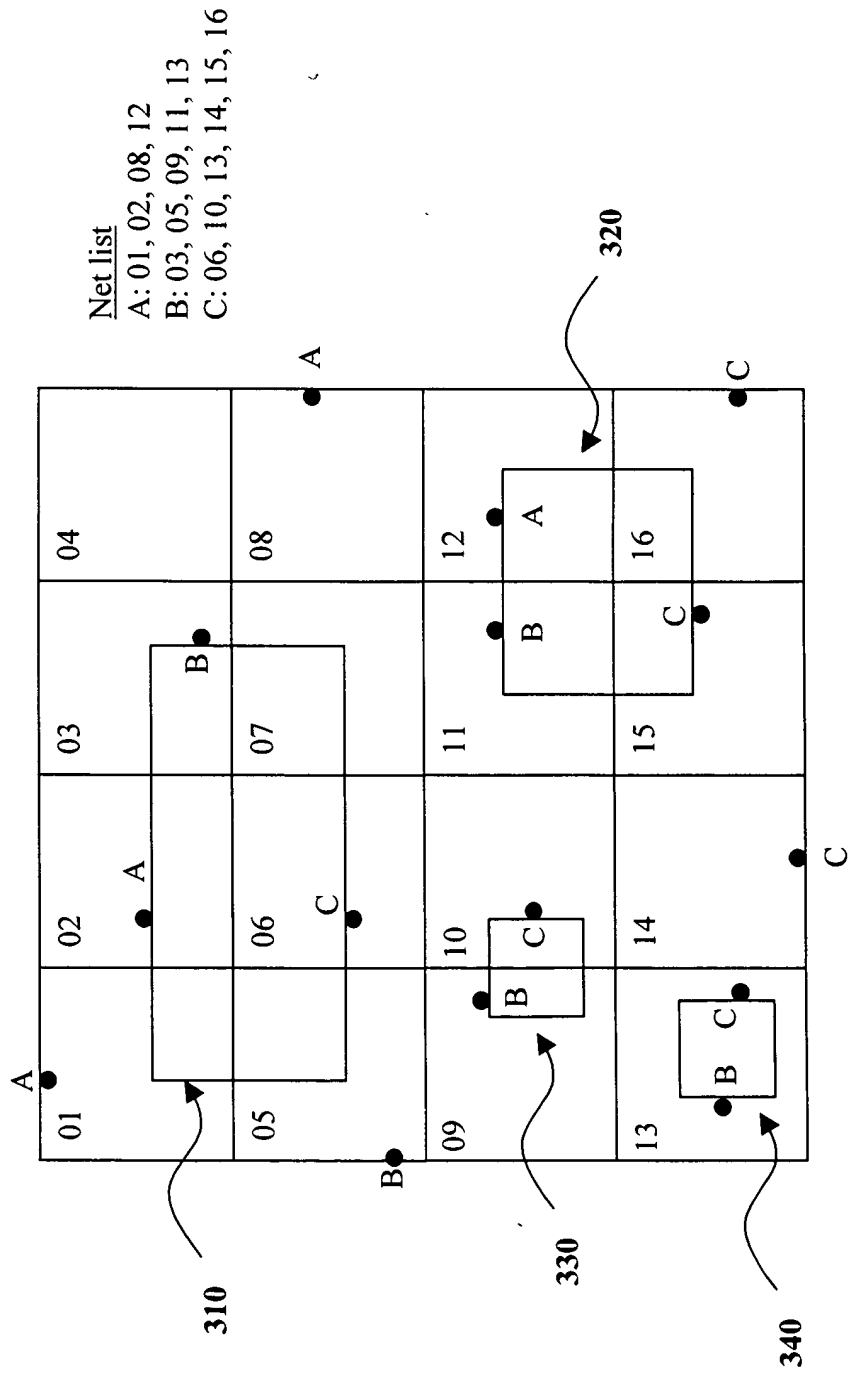 Net list
A: 01, 02, 08, 12
B: 03, 05, 09, 11, 13
C: 06, 10, 13, 14, 15, 16
A
01 02 03 04
A
B
310
05 06 07 08
A
C
B
09 10 11 12
B C B A
330
320
13 14 15 16
C
B C
C
340
C